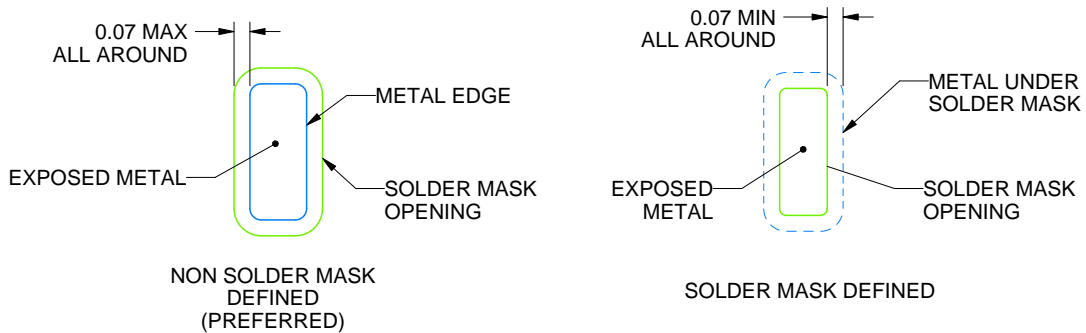 0.07 MAX
ALL AROUND
METAL EDGE
EXPOSED METAL
SOLDER MASK
OPENING
NON SOLDER MASK
DEFINED
(PREFERRED)
0.07 MIN
ALL AROUND
METAL UNDER
SOLDER MASK
EXPOSED
METAL
SOLDER MASK
OPENING
SOLDER MASK DEFINED